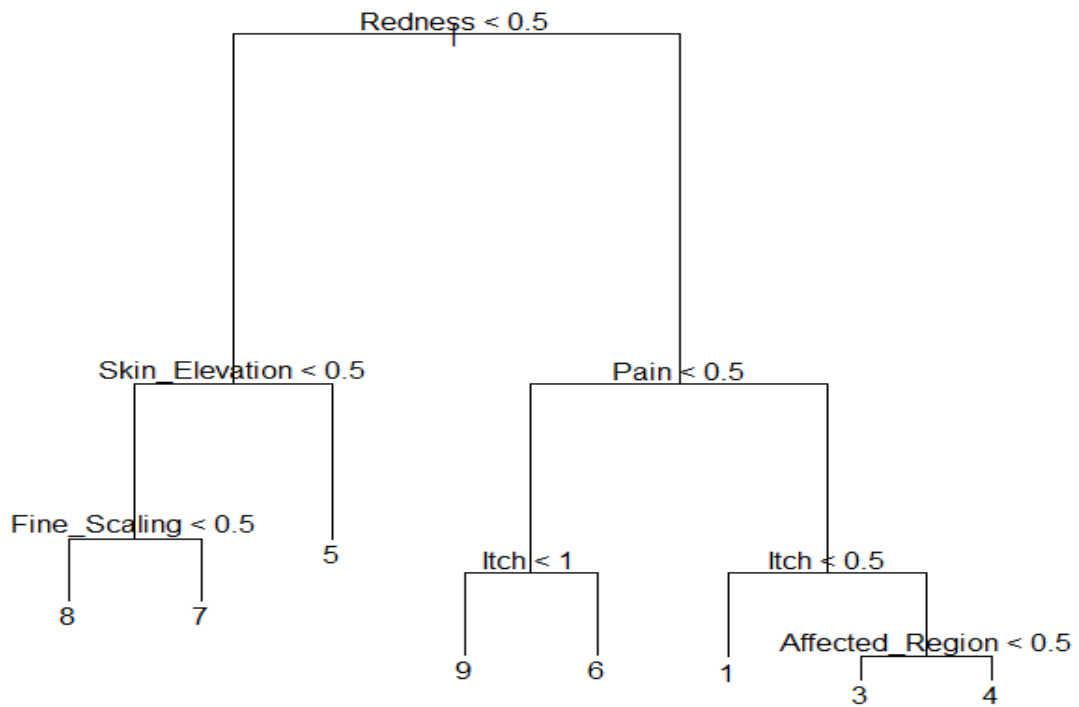 Redness < 0.5
Skin_Elevation < 0.5
Pain < 0.5
Fine_Scaling < 0.5
5
Itch < 1
Itch < 0.5
8
7
9
6
1
Affected_Region < 0.5
3
4